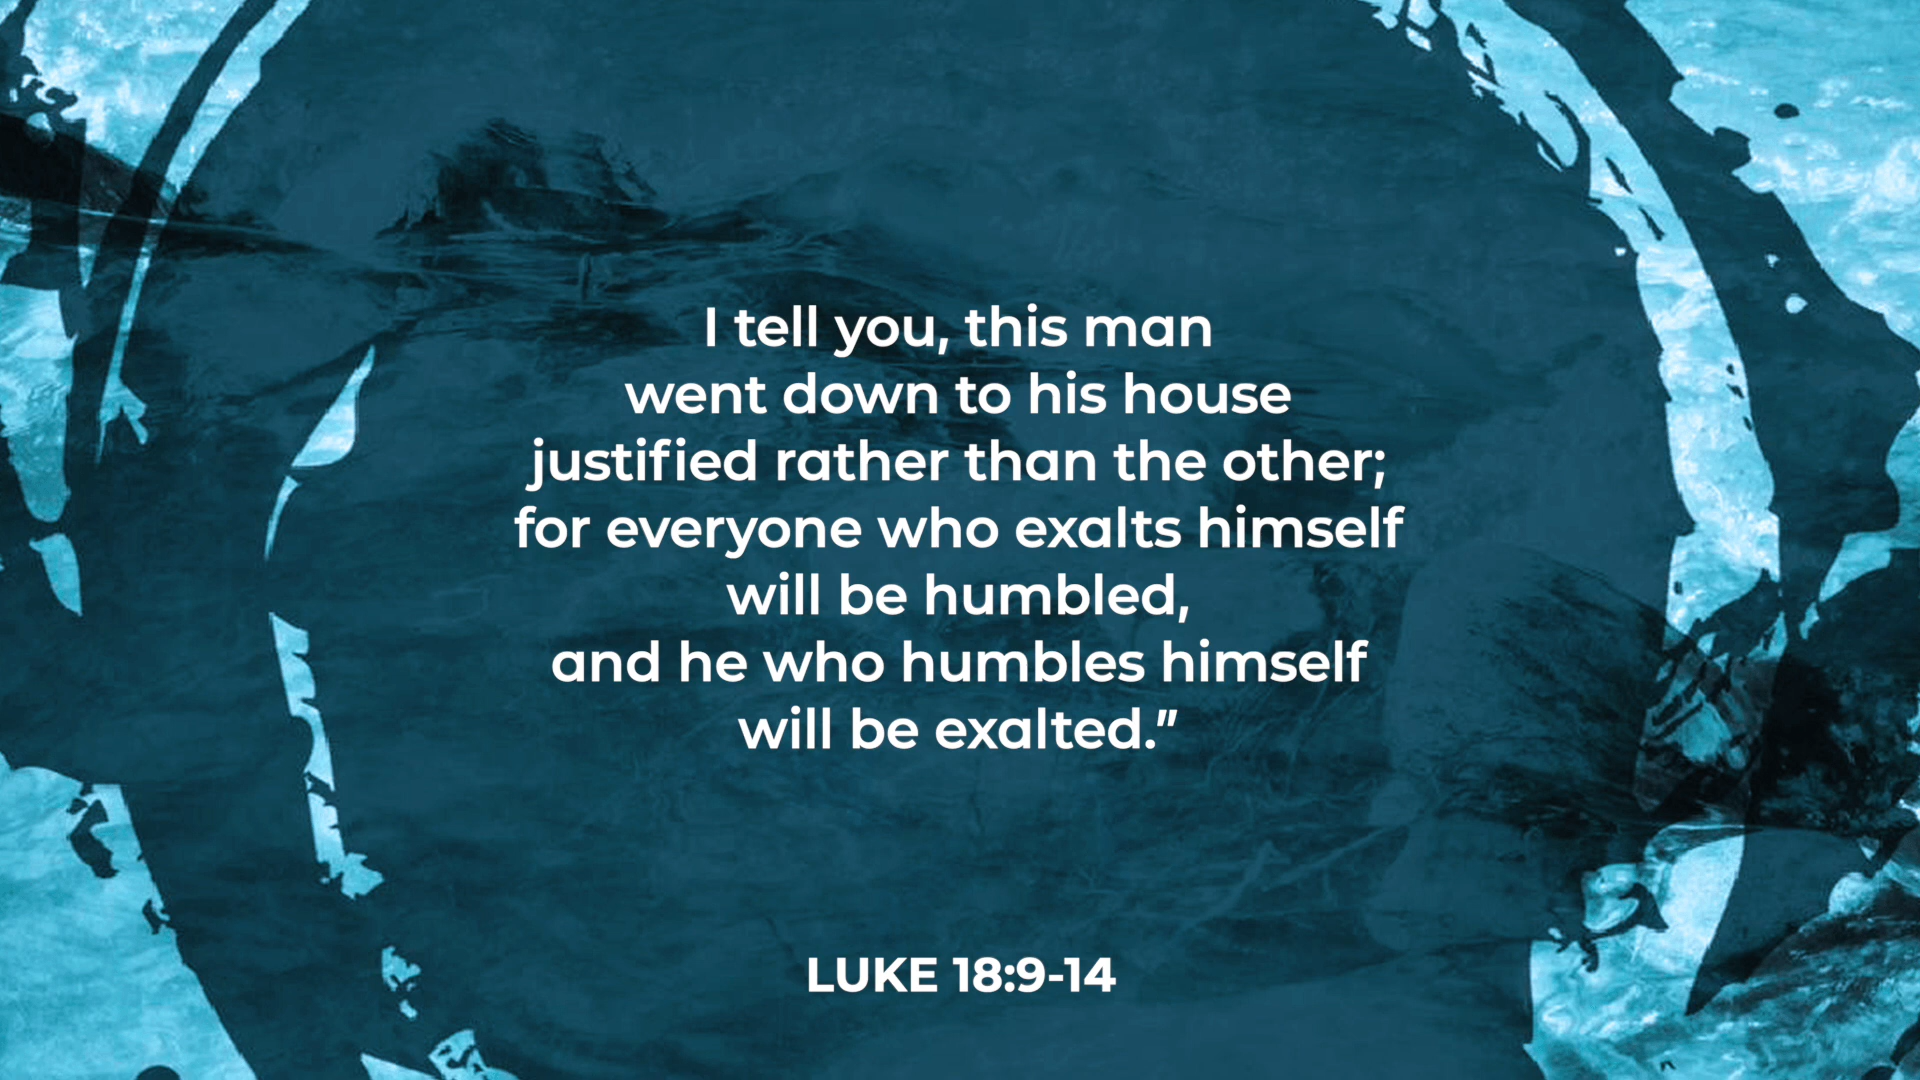 I tell you, this man
went down to his house
justified rather than the other;
for everyone who exalts himself
will be humbled,
and he who humbles himself
will be exalted.”
LUKE 18:9-14